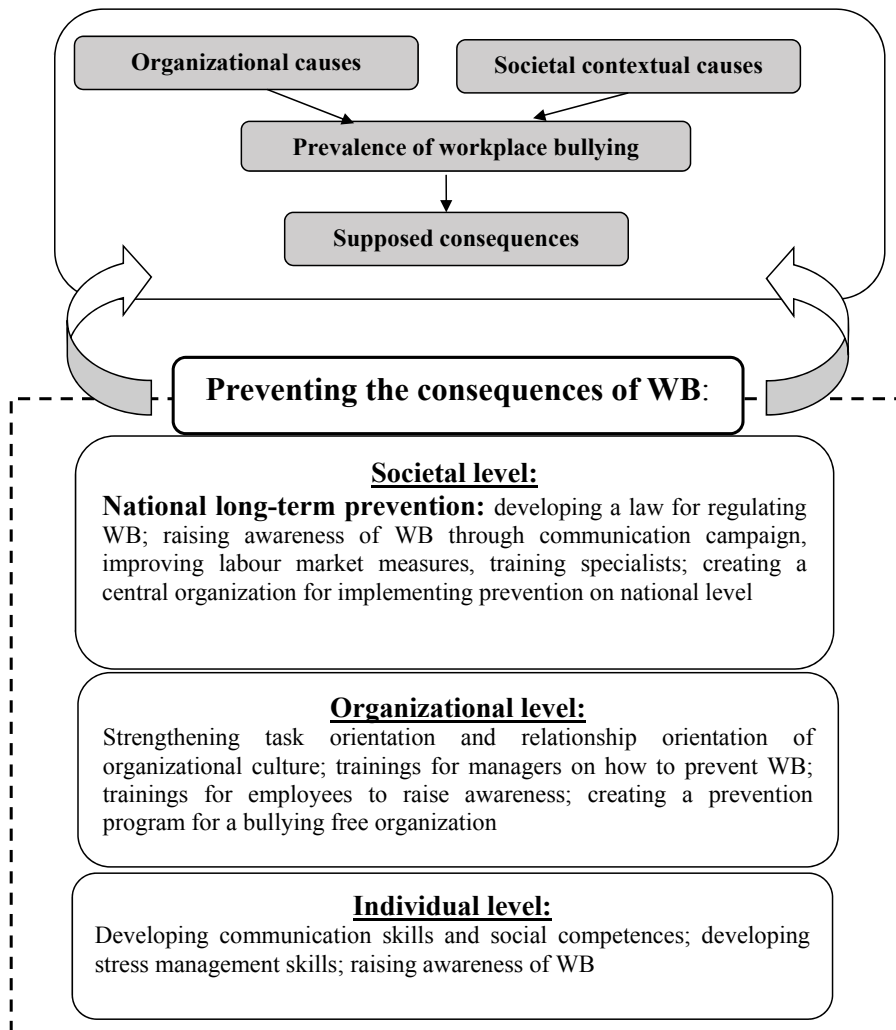 Organizational causes
Societal contextual causes
Prevalence of workplace bullying
Supposed consequences
Preventing the consequences of WB:
Societal level:
National long-term prevention: developing a law for regulating
WB; raising awareness of WB through communication campaign,
improving labour market measures, training specialists; creating a
central organization for implementing prevention on national level
Organizational level:
Strengthening task orientation and relationship orientation of
organizational culture; trainings for managers on how to prevent WB;
trainings for employees to raise awareness; creating a prevention
program for a bullying free organization
Individual level:
Developing communication skills and social competences; developing
stress management skills; raising awareness of WB